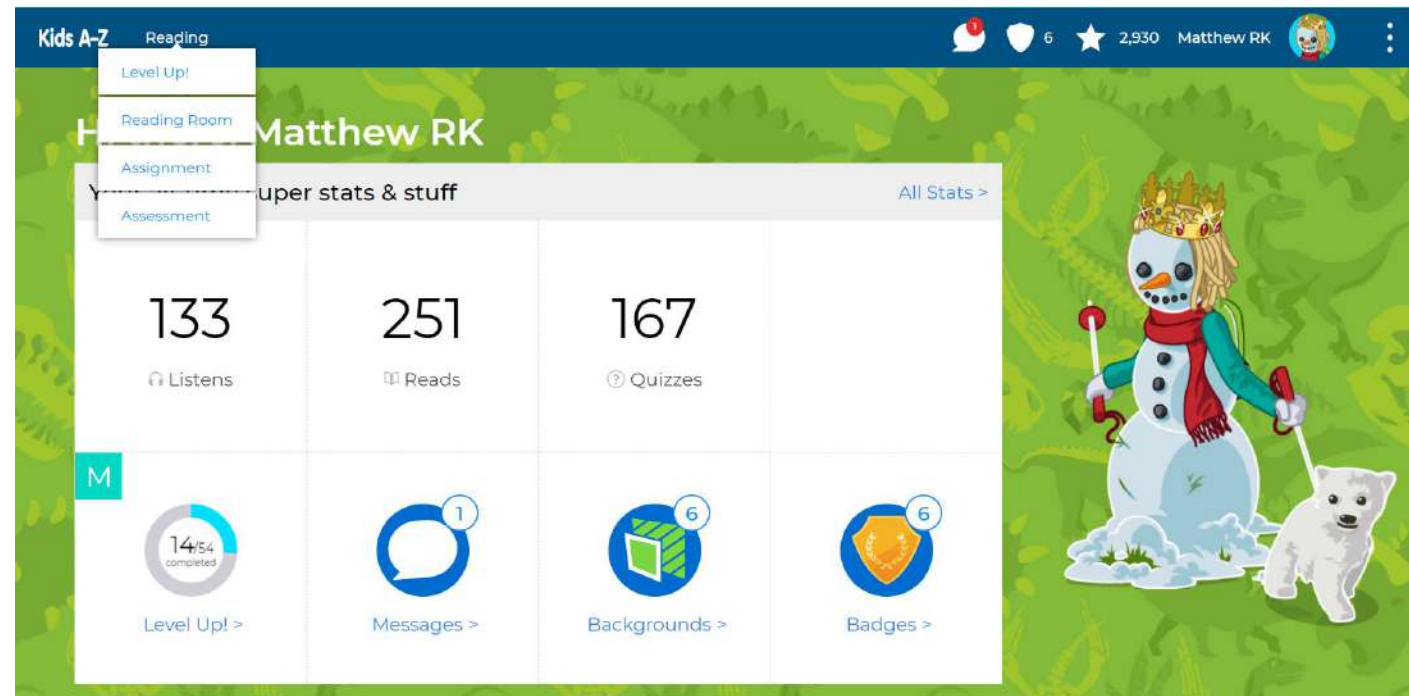 Kids A-Z Reading 1 6 2,930 Matthew RK
Level Up!
Reading Room
Assignment
Assessment
Matthew RK
super stats & stuff All Stats >
133 251 167
Listens Reads Quizzes
M
14/54 completed 1 6 6
Level Up! > Messages > Backgrounds > Badges >